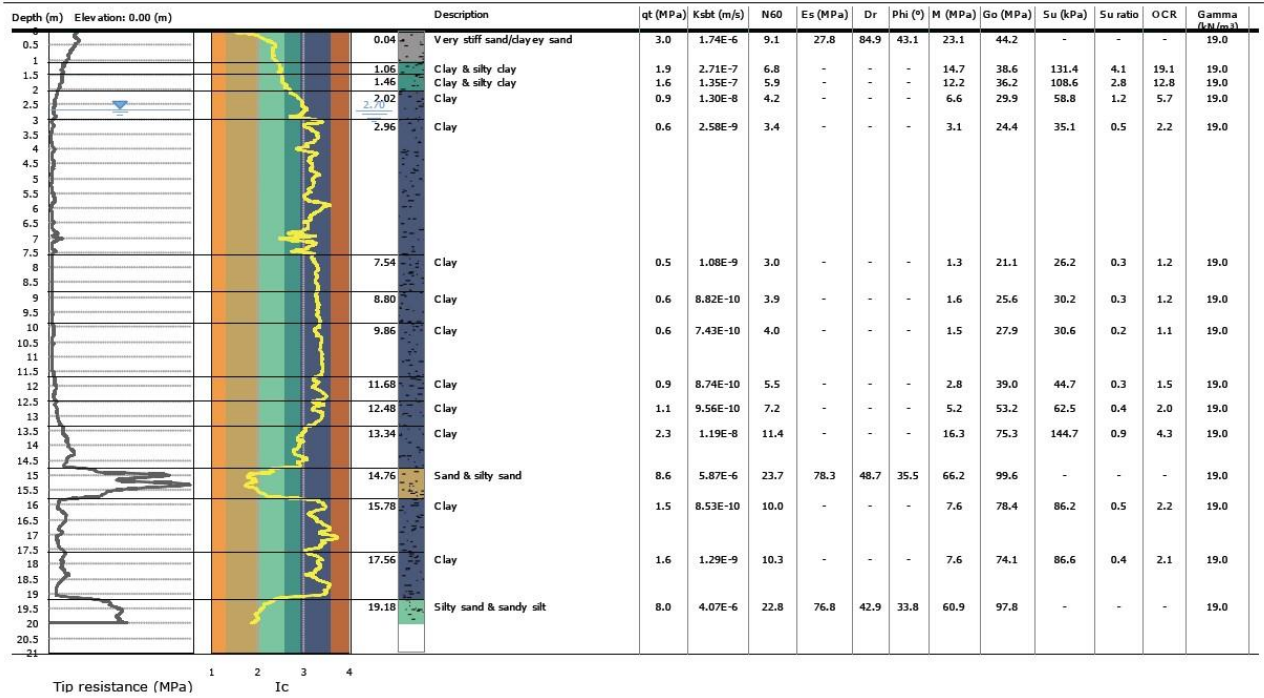 Depth (m) Elevation: 0.00 (m) Description qt (MPa) Ksbt (m/s) N60 Es (MPa) Dr Phi (º) M (MPa) Go (MPa) Su (kPa) Su ratio OCR Gamma (kN/m³)
0.04 Very stiff sand/clayey sand 3.0 1.74E-6 9.1 27.8 84.9 43.1 23.1 44.2 - - - 19.0
0.5
1
1.06 Clay & silty clay 1.9 2.71E-7 6.8 - - - 14.7 38.6 131.4 4.1 19.1 19.0
1.5
1.46 Clay & silty clay 1.6 1.35E-7 5.9 - - - 12.2 36.2 108.6 2.8 12.8 19.0
2
2.02 Clay 0.9 1.30E-8 4.2 - - - 6.6 29.9 58.8 1.2 5.7 19.0
2.5
2.70
3
2.96 Clay 0.6 2.58E-9 3.4 - - - 3.1 24.4 35.1 0.5 2.2 19.0
3.5
4
4.5
5
5.5
6
6.5
7
7.5
7.54 Clay 0.5 1.08E-9 3.0 - - - 1.3 21.1 26.2 0.3 1.2 19.0
8
8.5
8.80 Clay 0.6 8.82E-10 3.9 - - - 1.6 25.6 30.2 0.3 1.2 19.0
9
9.5
9.86 Clay 0.6 7.43E-10 4.0 - - - 1.5 27.9 30.6 0.2 1.1 19.0
10
10.5
11
11.5
11.68 Clay 0.9 8.74E-10 5.5 - - - 2.8 39.0 44.7 0.3 1.5 19.0
12
12.5
12.48 Clay 1.1 9.56E-10 7.2 - - - 5.2 53.2 62.5 0.4 2.0 19.0
13
13.5
13.34 Clay 2.3 1.19E-8 11.4 - - - 16.3 75.3 144.7 0.9 4.3 19.0
14
14.5
15
14.76 Sand & silty sand 8.6 5.87E-6 23.7 78.3 48.7 35.5 66.2 99.6 - - - 19.0
15.5
16
15.78 Clay 1.5 8.53E-10 10.0 - - - 7.6 78.4 86.2 0.5 2.2 19.0
16.5
17
17.5
17.56 Clay 1.6 1.29E-9 10.3 - - - 7.6 74.1 86.6 0.4 2.1 19.0
18
18.5
19
19.5
19.18 Silty sand & sandy silt 8.0 4.07E-6 22.8 76.8 42.9 33.8 60.9 97.8 - - - 19.0
20
20.5
21
1 2 3 4
Tip resistance (MPa) Ic